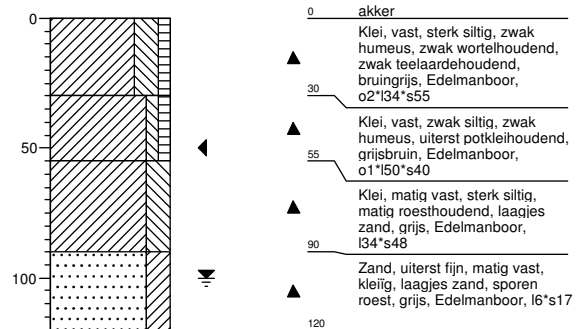 0
50
100
0 akker
Klei, vast, sterk siltig, zwak
humeus, zwak wortelhoudend,
zwak teelaardehoudend,
bruingrijs, Edelmanboor,
o2*l34*s55
30
Klei, vast, zwak siltig, zwak
humeus, uiterst potkleihoudend,
grijsbruin, Edelmanboor,
o1*l50*s40
55
Klei, matig vast, sterk siltig,
matig roesthoudend, laagjes
zand, grijs, Edelmanboor,
l34*s48
90
Zand, uiterst fijn, matig vast,
kleiïg, laagjes zand, sporen
roest, grijs, Edelmanboor, l6*s17
120